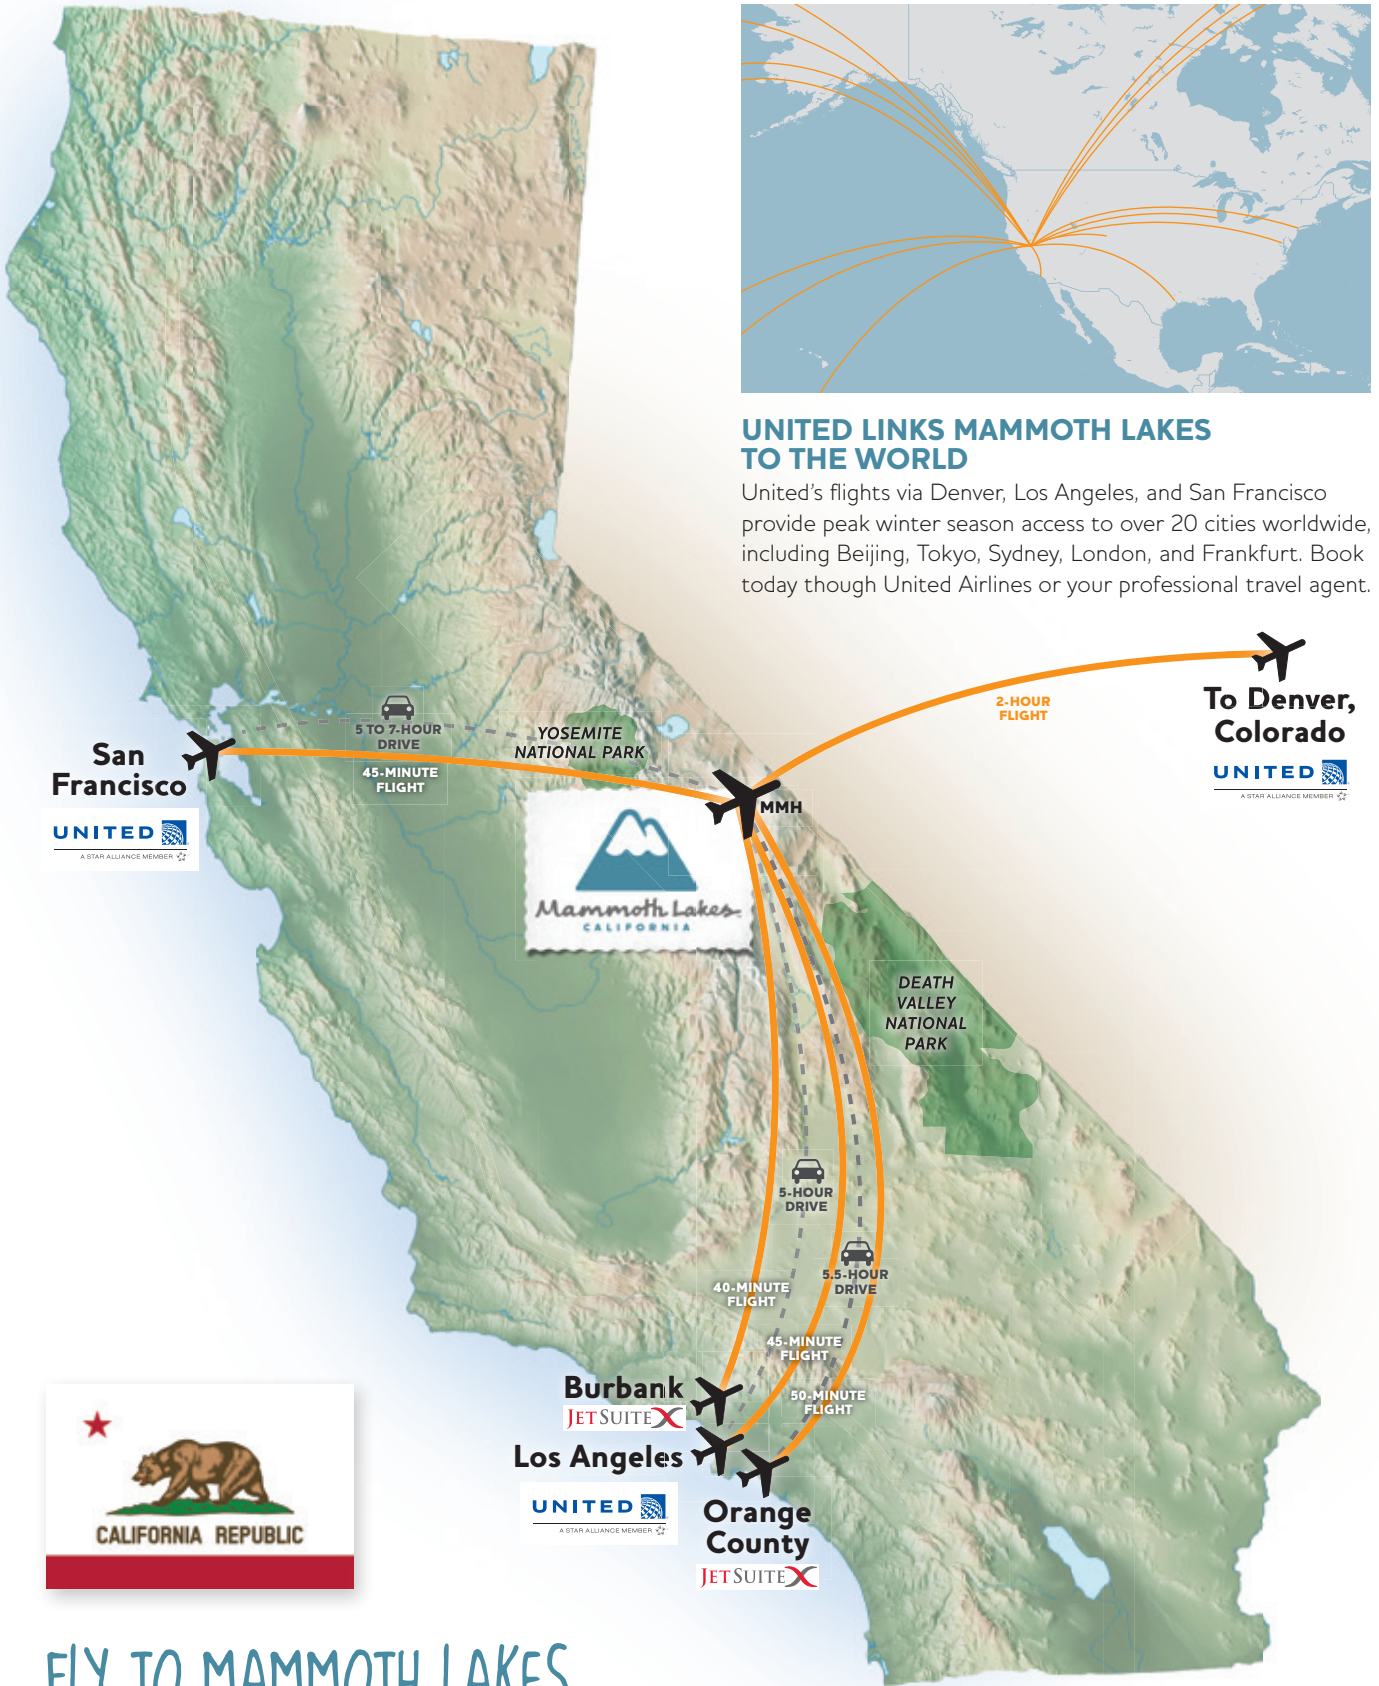 UNITED LINKS MAMMOTH LAKES
TO THE WORLD
United's flights via Denver, Los Angeles, and San Francisco
provide peak winter season access to over 20 cities worldwide,
including Beijing, Tokyo, Sydney, London, and Frankfurt. Book
today though United Airlines or your professional travel agent.
2-HOUR
FLIGHT
To Denver,
Colorado
UNITED
A STAR ALLIANCE MEMBER
5 TO 7-HOUR
DRIVE
YOSEMITE
NATIONAL PARK
San
Francisco
45-MINUTE
FLIGHT
UNITED
A STAR ALLIANCE MEMBER
MMH
Mammoth Lakes
CALIFORNIA
DEATH
VALLEY
NATIONAL
PARK
5-HOUR
DRIVE
5.5-HOUR
DRIVE
40-MINUTE
FLIGHT
45-MINUTE
FLIGHT
50-MINUTE
FLIGHT
Burbank
JETSUITEX
Los Angeles
UNITED
A STAR ALLIANCE MEMBER
Orange
County
JETSUITEX
CALIFORNIA REPUBLIC
FLY TO MAMMOTH LAKES